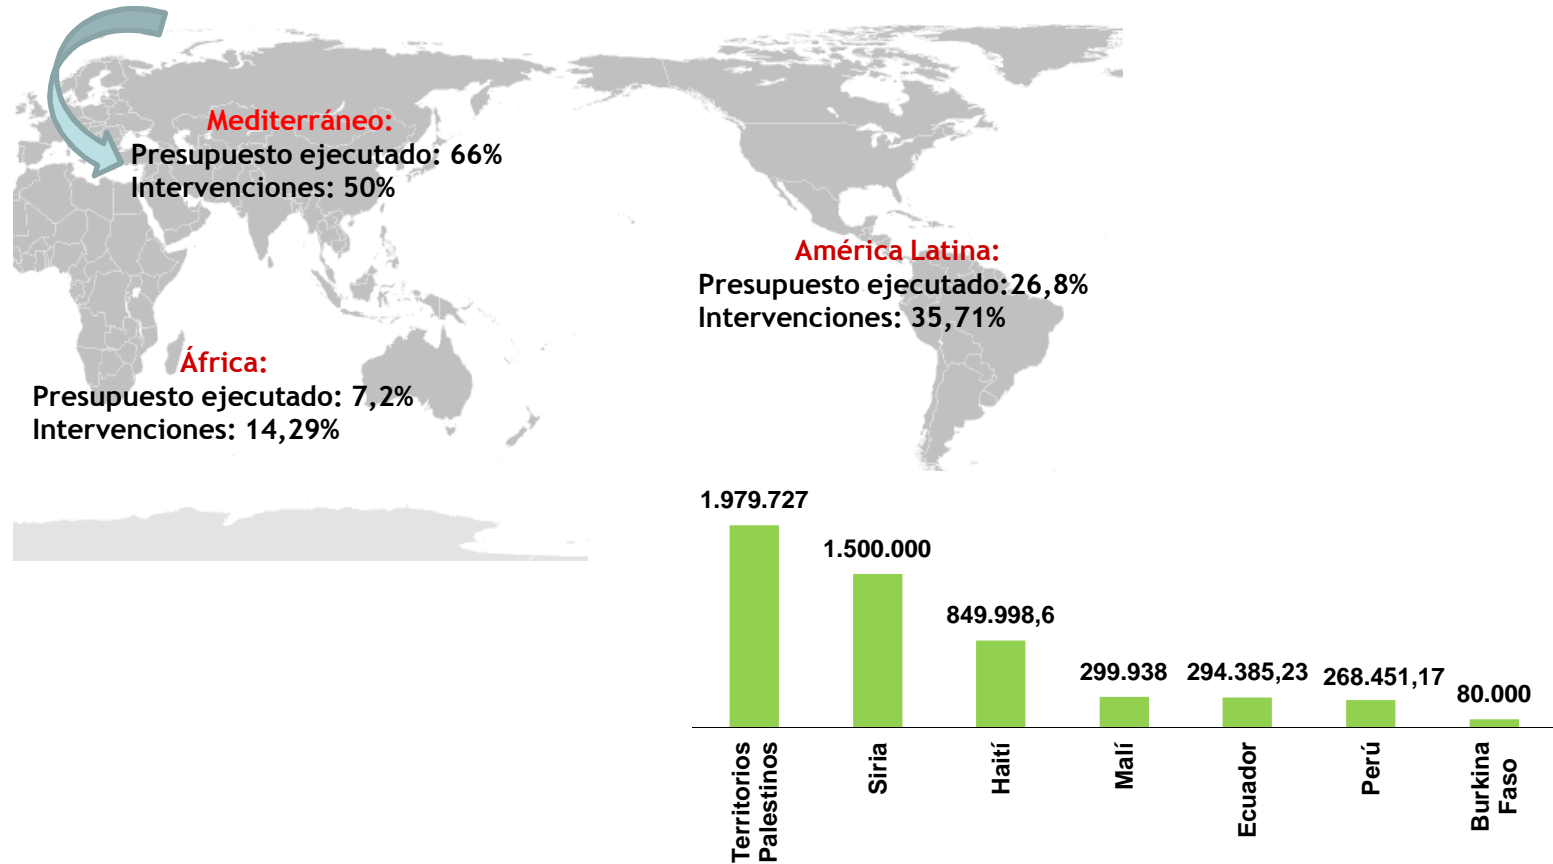 Mediterráneo:
Presupuesto ejecutado: 66%
Intervenciones: 50%
América Latina:
Presupuesto ejecutado:26,8%
Intervenciones: 35,71%
África:
Presupuesto ejecutado: 7,2%
Intervenciones: 14,29%
1.979.727
1.500.000
849.998,6
299.938
294.385,23
268.451,17
80.000
Territorios
Palestinos
Siria
Haití
Malí
Ecuador
Perú
Burkina
Faso